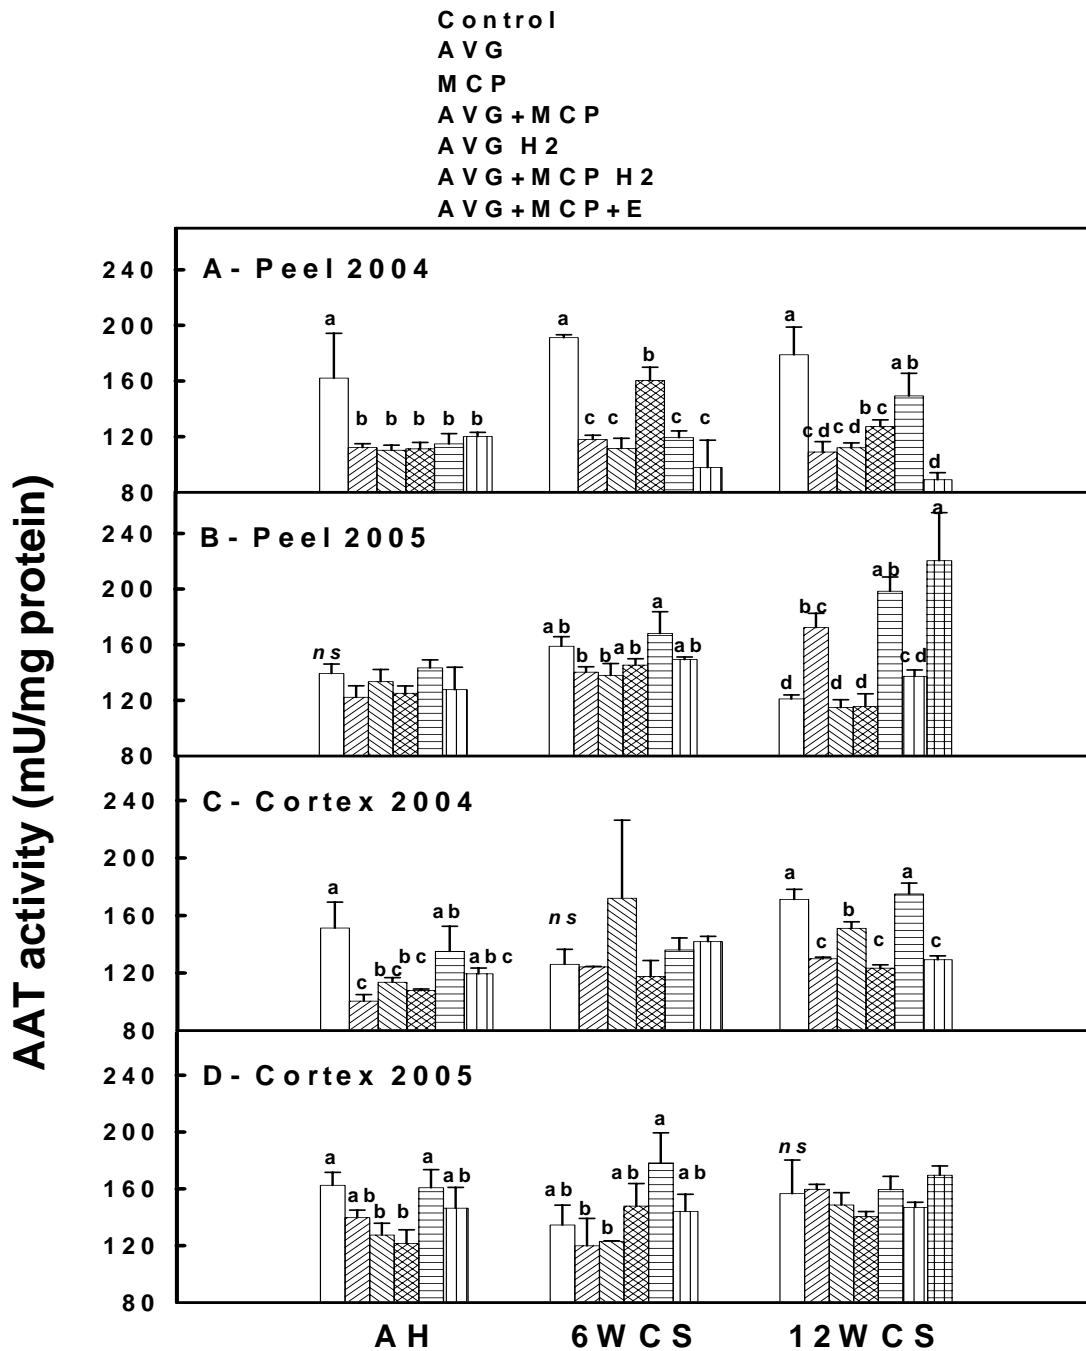 Control
AVG
MCP
AVG+MCP
AVG H2
AVG+MCP H2
AVG+MCP+E
AAT activity (mU/mg protein)
A- Peel 2004
240
200
160
120
80
a
b b b b b
a
c c
b
c c
a
cd cd
bc
ab
d
B- Peel 2005
240
200
160
120
80
ns
ab
b b ab
a
ab
d
bc
d d
ab
cd
a
C- Cortex 2004
240
200
160
120
80
a
c bc bc
ab
abc
ns
a
c
b
c
a
c
D- Cortex 2005
240
200
160
120
80
a
ab b b
a
ab
ab
b b
ab
a
ab
ns
AH 6WCS 12WCS